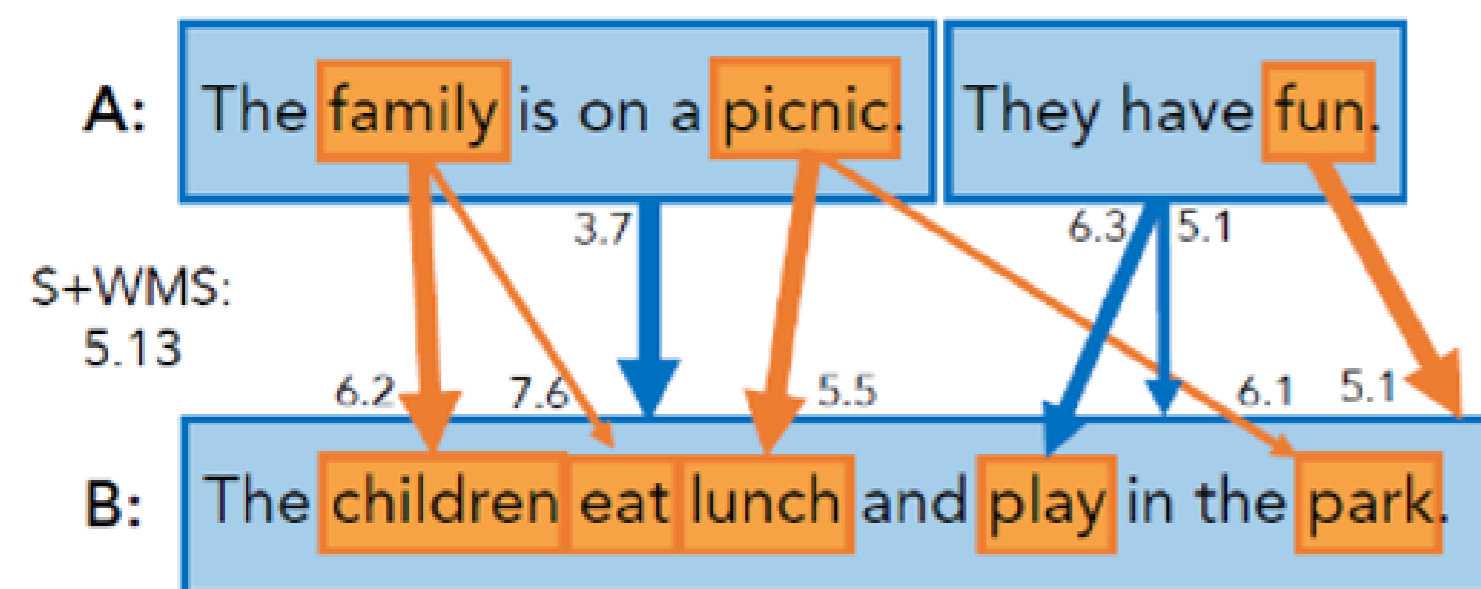 A: The family is on a picnic. They have fun.
3.7 6.3 5.1
S+WMS:
5.13
6.2 7.6 5.5 6.1 5.1
B: The children eat lunch and play in the park.